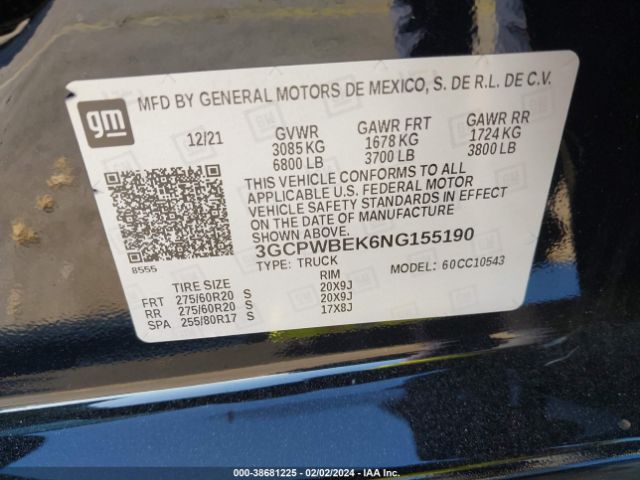 gm
MFD BY GENERAL MOTORS DE MEXICO, S. DE R.L. DE C.V.
12/21 GVWR GAWR FRT GAWR RR
3085 KG 1678 KG 1724 KG
6800 LB 3700 LB 3800 LB
THIS VEHICLE CONFORMS TO ALL
APPLICABLE U.S. FEDERAL MOTOR
VEHICLE SAFETY STANDARDS IN EFFECT
ON THE DATE OF MANUFACTURE
SHOWN ABOVE.
3GCPWBEK6NG155190
8555
TYPE: TRUCK MODEL: 60CC10543
TIRE SIZE RIM
FRT 275/60R20 S 20X9J
RR 275/60R20 S 20X9J
SPA 255/80R17 S 17X8J
000-38681225 - 02/02/2024 - IAA Inc.